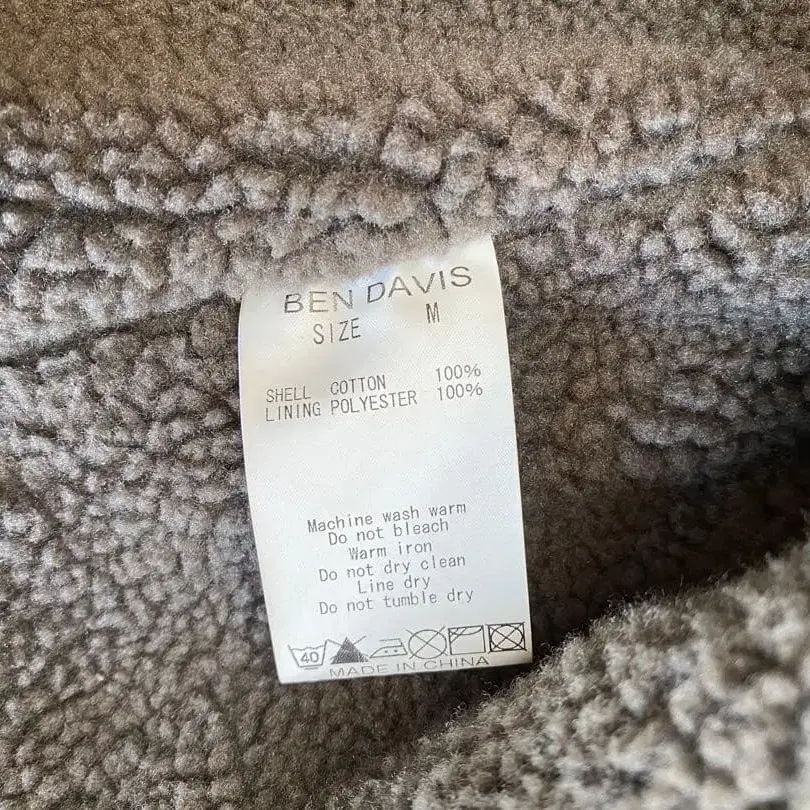 BEN DAVIS
SIZE M
SHELL COTTON 100%
LINING POLYESTER 100%
Machine wash warm
Do not bleach
Warm iron
Do not dry clean
Line dry
Do not tumble dry
40
MADE IN CHINA